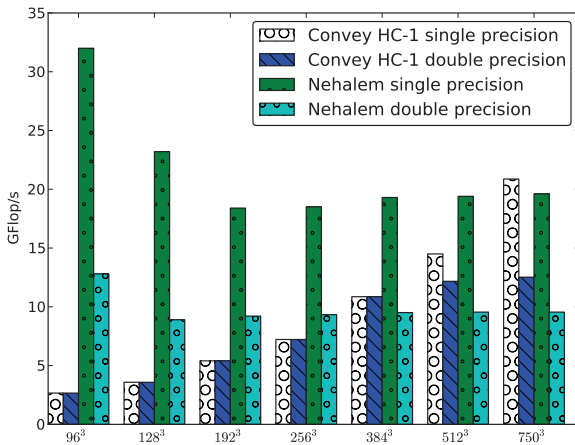 35
30
25
20
15
10
5
0
GFlop/s
Convey HC-1 single precision
Convey HC-1 double precision
Nehalem single precision
Nehalem double precision
96³ 128³ 192³ 256³ 384³ 512³ 750³